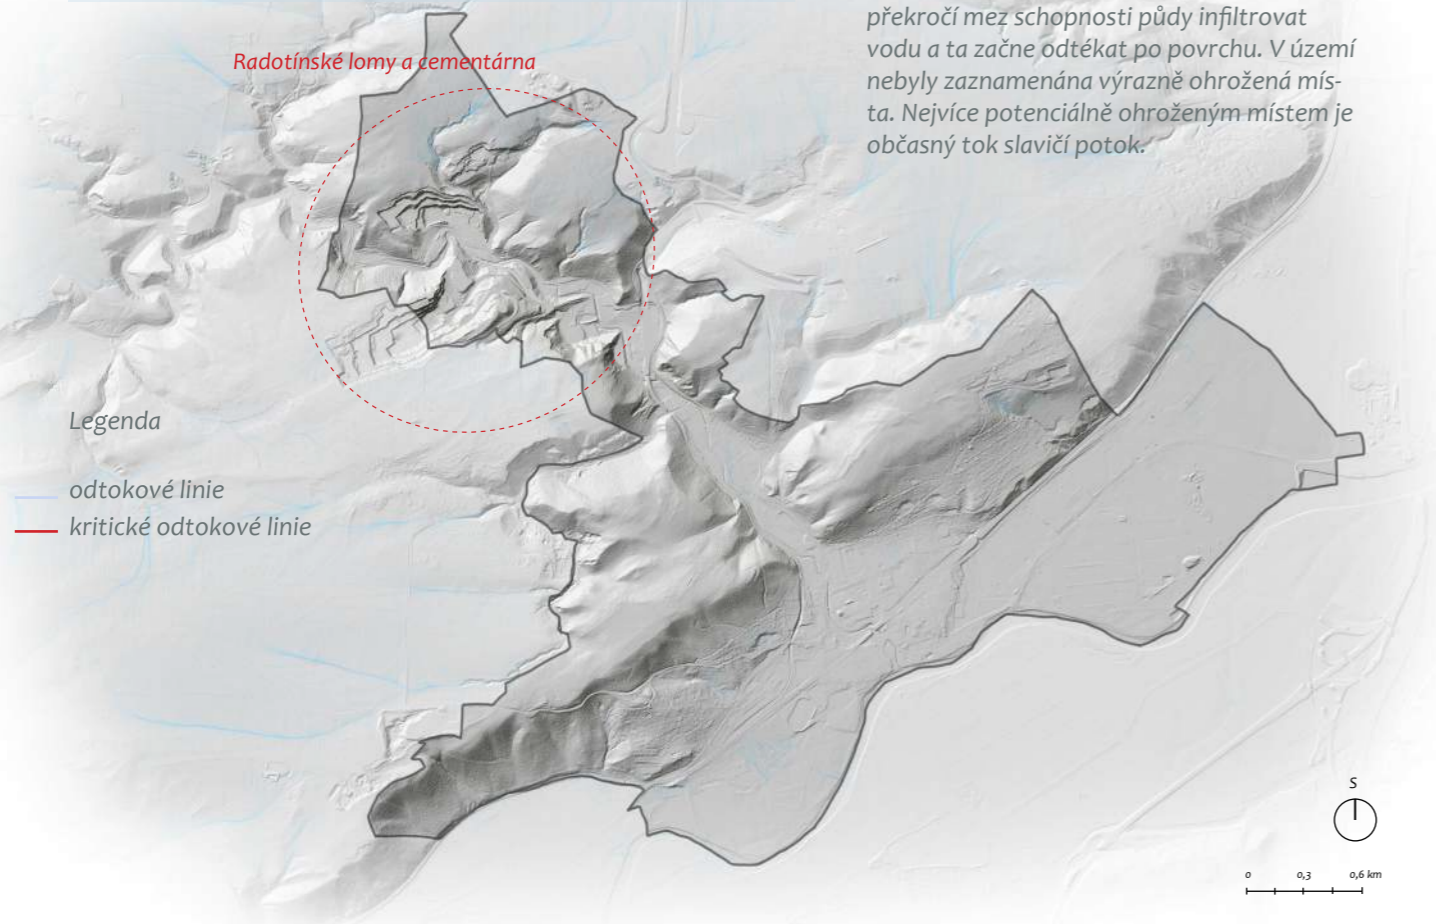 překročí mez schopnosti půdy infiltrovat
vodu a ta začne odtékat po povrchu. V území
nebyly zaznamenána výrazně ohrožená mís-
ta. Nejvíce potenciálně ohroženým místem je
občasný tok slavičí potok.
Radotínské lomy a cementárna
Legenda
odtokové linie
kritické odtokové linie
S
0 0,3 0,6 km